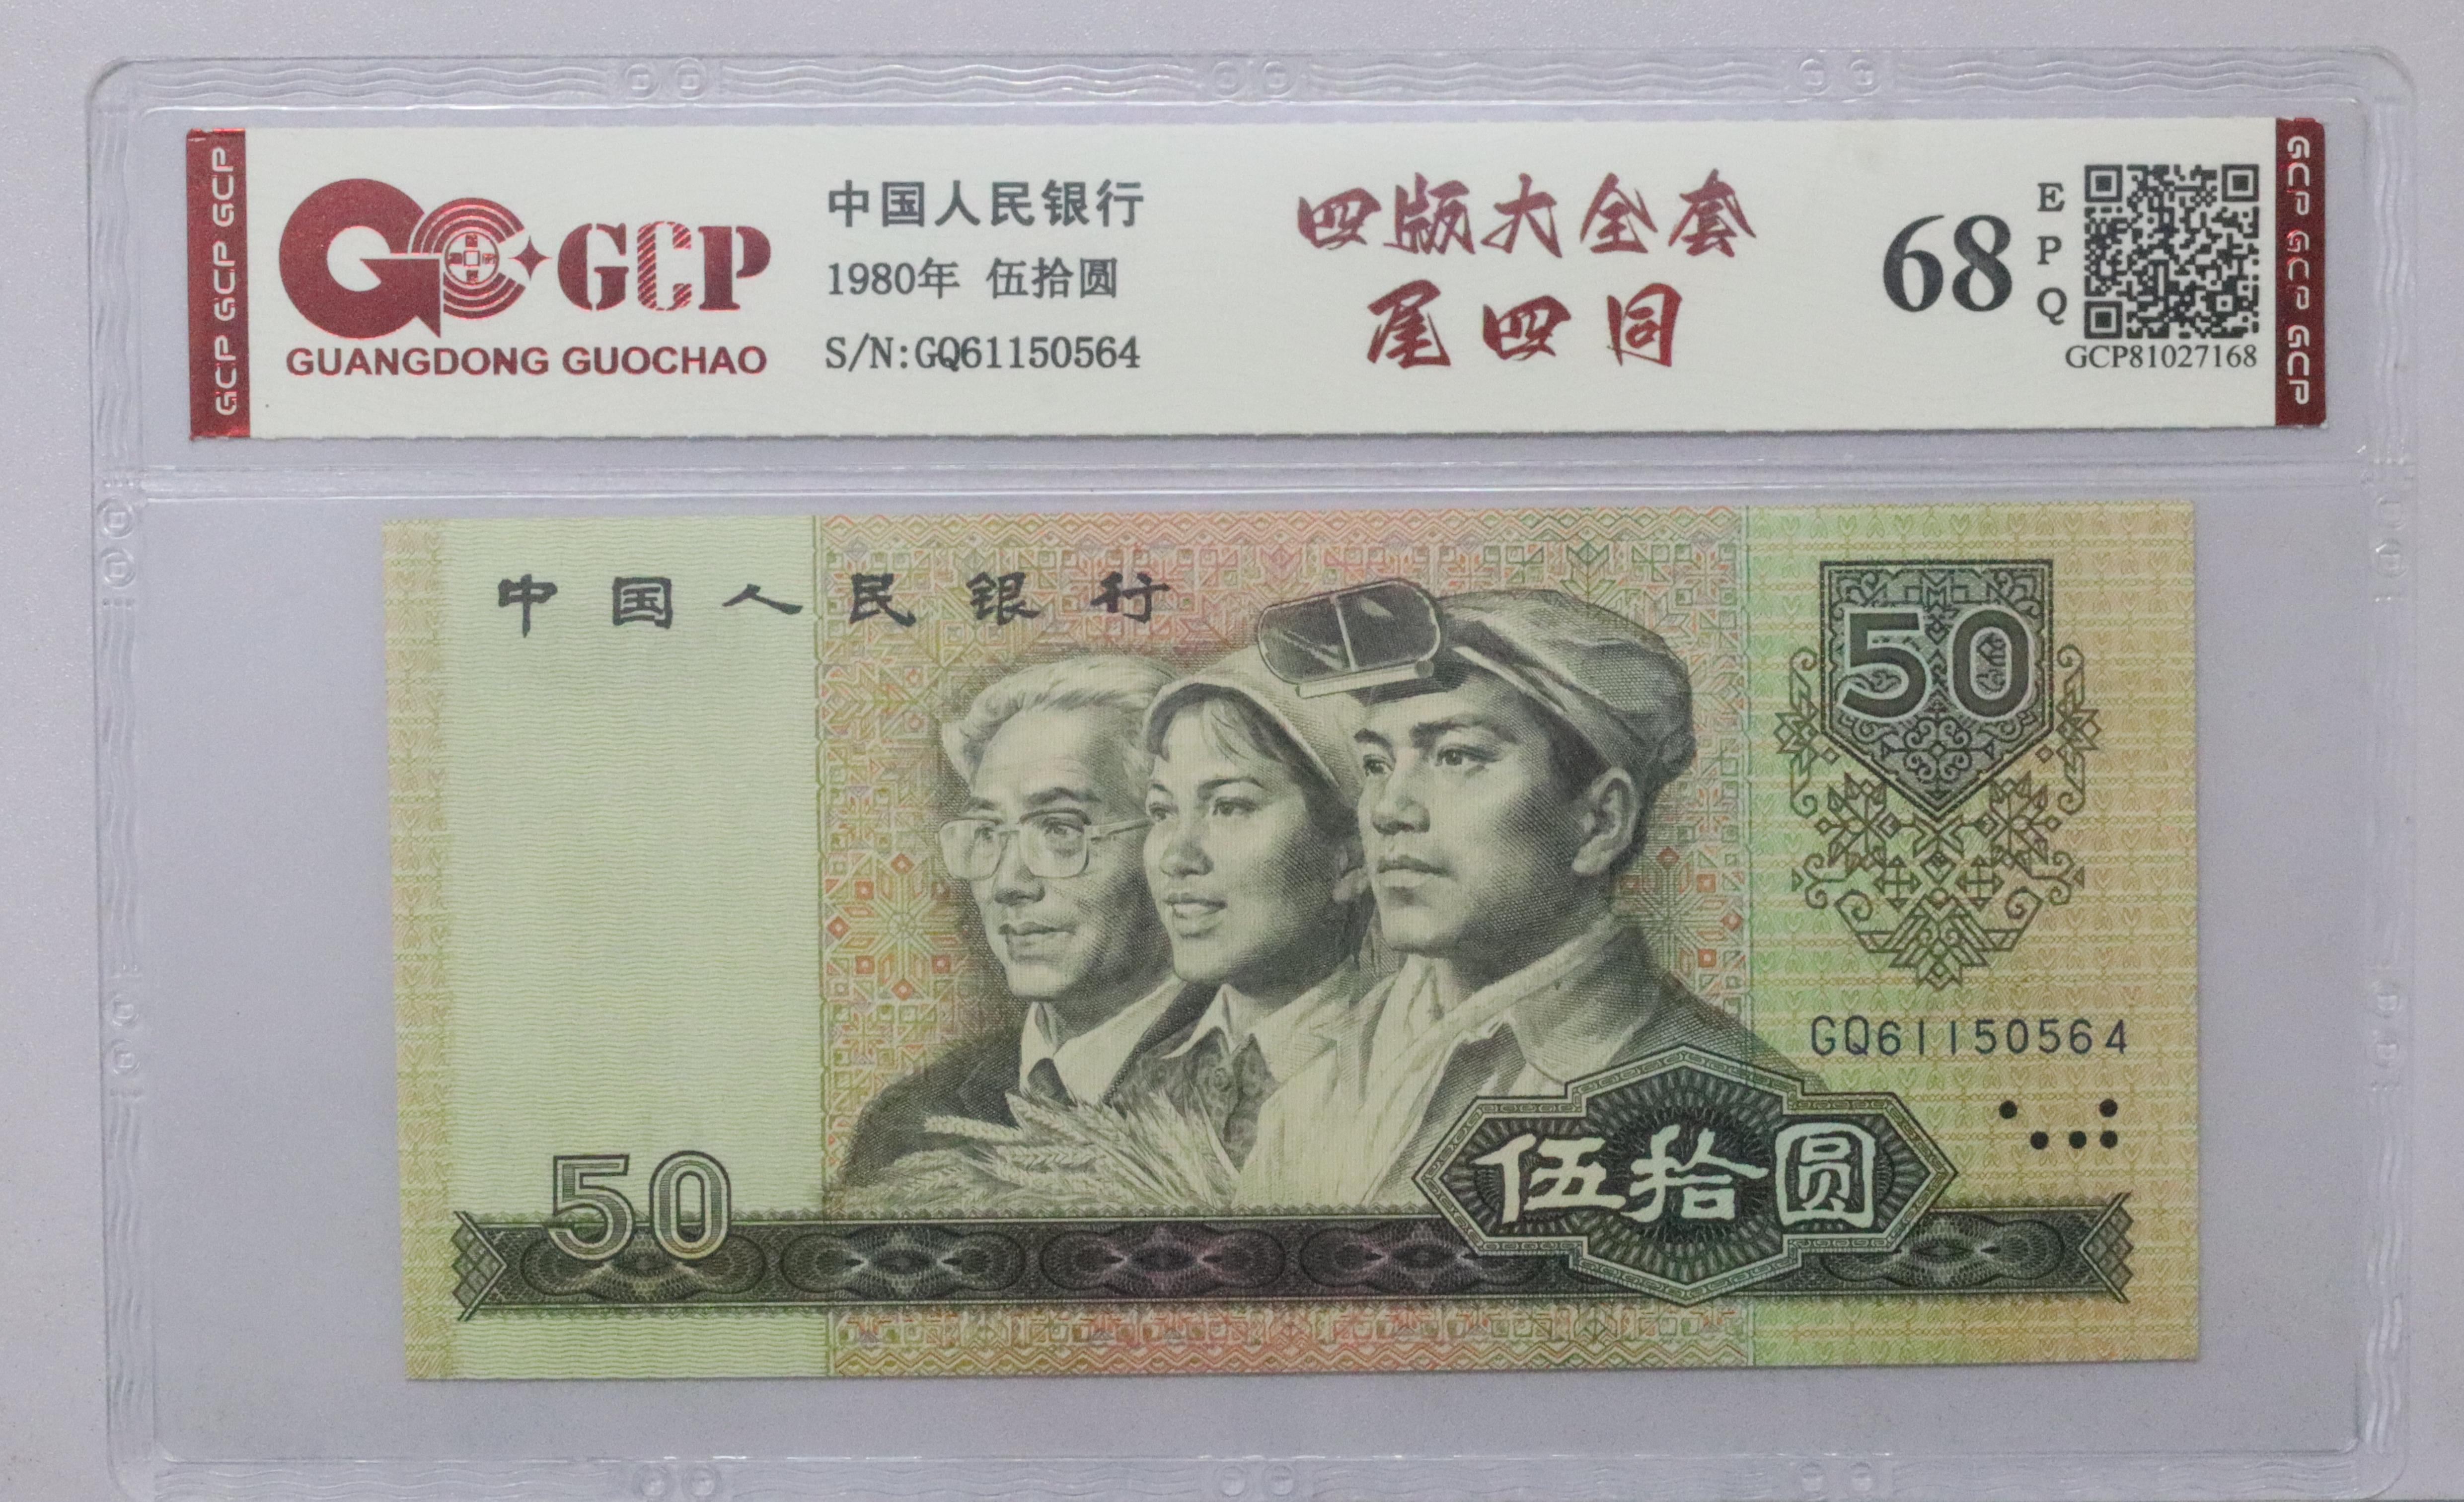 GCP GCP GCP
GCP
GUANGDONG GUOCHAO
中国人民银行
1980年 伍拾圆
S/N:GQ61150564
四版大全套
尾四同
68
EPQ
GCP81027168
GCP GCP GCP
中国人民银行
50
GQ61150564
50
伍拾圆